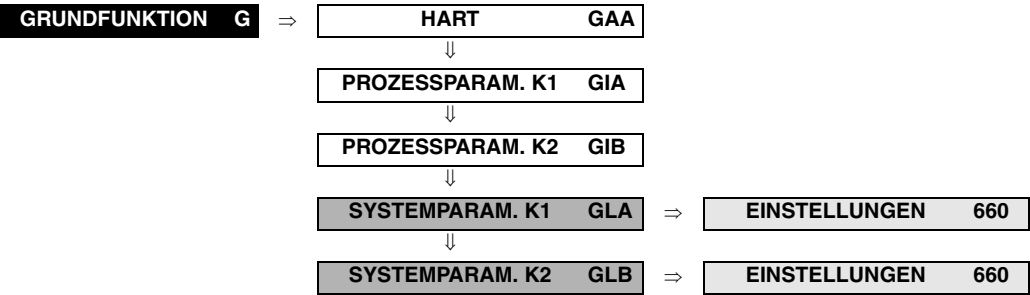 GRUNDFUNKTION G ⇒ HART GAA
⇓
PROZESSPARAM. K1 GIA
⇓
PROZESSPARAM. K2 GIB
⇓
SYSTEMPARAM. K1 GLA ⇒ EINSTELLUNGEN 660
⇓
SYSTEMPARAM. K2 GLB ⇒ EINSTELLUNGEN 660